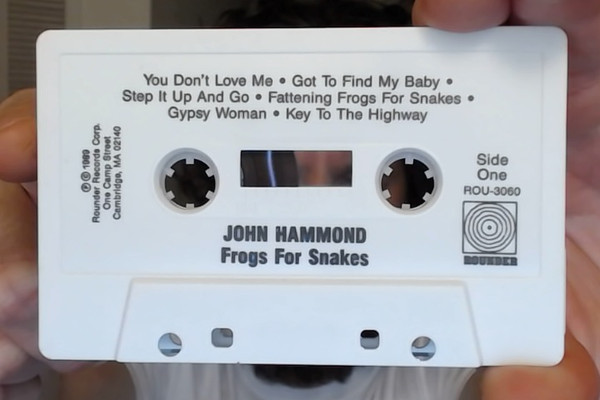 You Don't Love Me • Got To Find My Baby •
Step It Up And Go • Fattening Frogs For Snakes •
Gypsy Woman • Key To The Highway
℗ © 1989
Rounder Records Corp.
One Camp Street
Cambridge, MA 02140
Side
One
ROU-3060
ROUNDER
JOHN HAMMOND
Frogs For Snakes